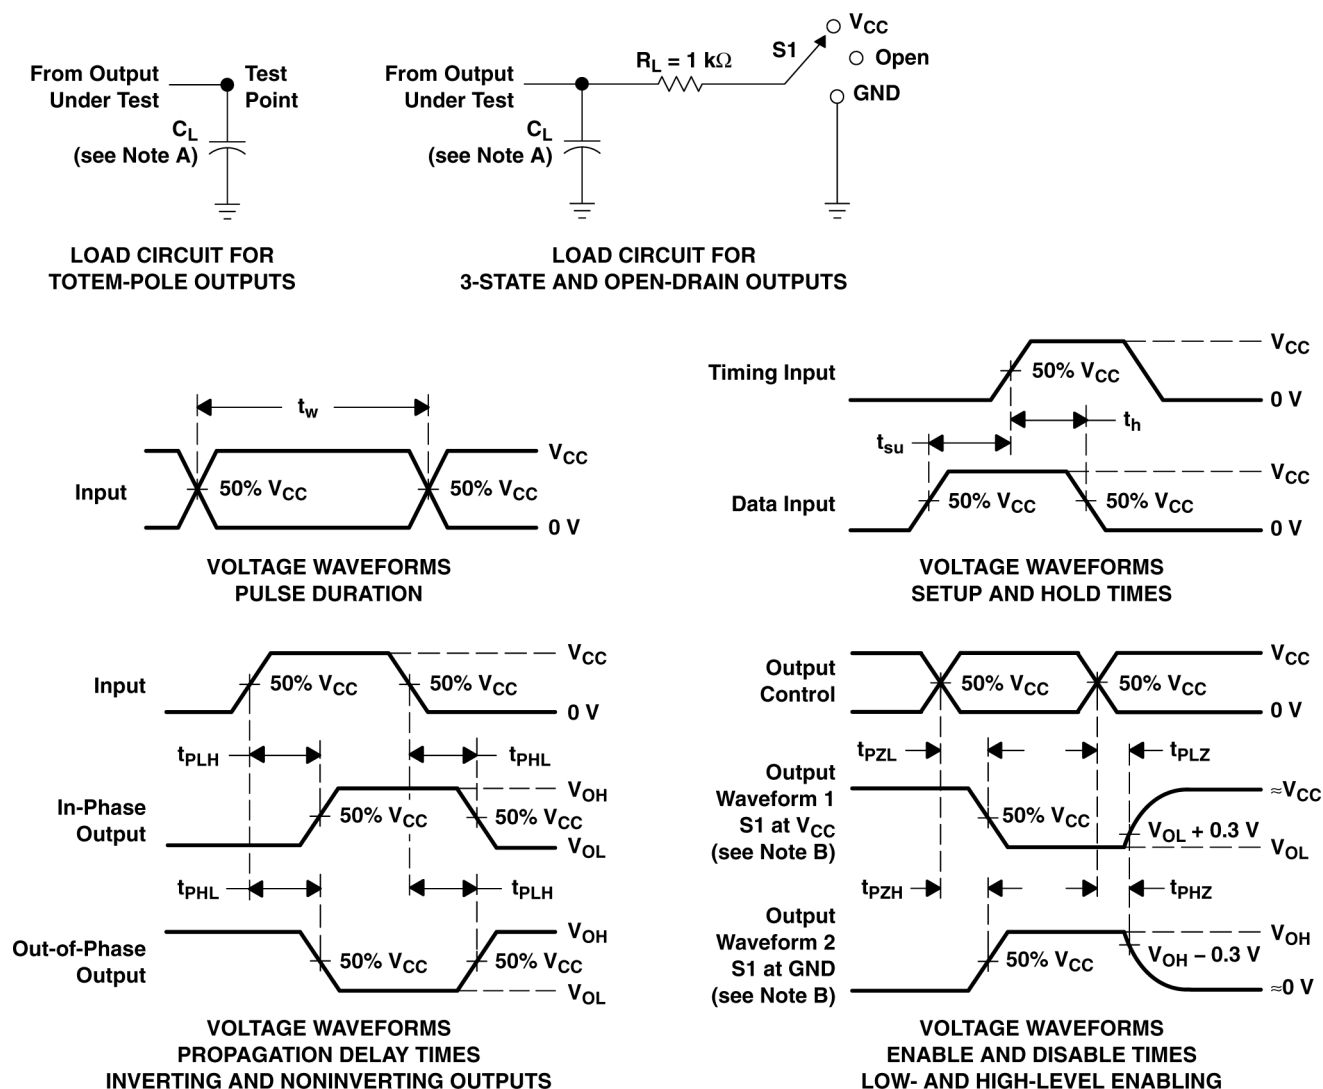 From Output
Under Test
Test
Point
CL
(see Note A)
LOAD CIRCUIT FOR
TOTEM-POLE OUTPUTS
From Output
Under Test
RL = 1 kΩ
S1
VCC
Open
GND
CL
(see Note A)
LOAD CIRCUIT FOR
3-STATE AND OPEN-DRAIN OUTPUTS
tw
Input
50% VCC
50% VCC
VCC
0 V
VOLTAGE WAVEFORMS
PULSE DURATION
Timing Input
50% VCC
VCC
0 V
th
tsu
Data Input
50% VCC
50% VCC
VCC
0 V
VOLTAGE WAVEFORMS
SETUP AND HOLD TIMES
Input
50% VCC
50% VCC
VCC
0 V
tPLH
tPHL
In-Phase
Output
50% VCC
50% VCC
VOH
VOL
tPHL
tPLH
Out-of-Phase
Output
50% VCC
50% VCC
VOH
VOL
VOLTAGE WAVEFORMS
PROPAGATION DELAY TIMES
INVERTING AND NONINVERTING OUTPUTS
Output
Control
50% VCC
50% VCC
VCC
0 V
tPZL
tPLZ
Output
Waveform 1
S1 at VCC
(see Note B)
50% VCC
≈VCC
VOL + 0.3 V
VOL
tPZH
tPHZ
Output
Waveform 2
S1 at GND
(see Note B)
50% VCC
VOH
VOH − 0.3 V
≈0 V
VOLTAGE WAVEFORMS
ENABLE AND DISABLE TIMES
LOW- AND HIGH-LEVEL ENABLING